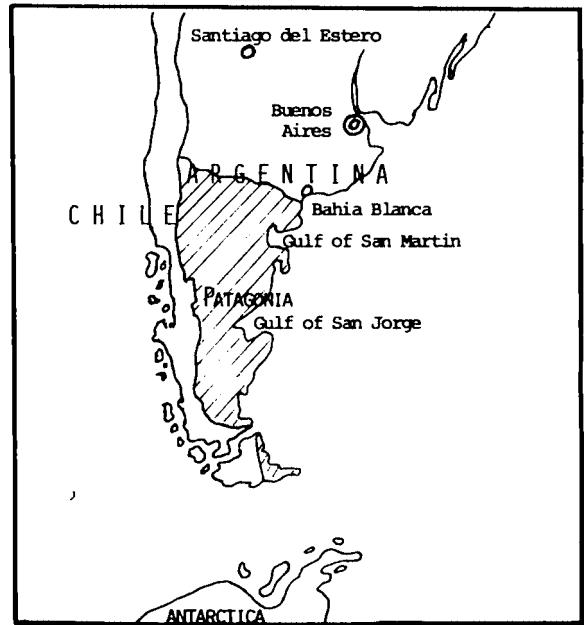 Santiago del Estero
Buenos
Aires
ARGENTINA
CHILE
Bahia Blanca
Gulf of San Martin
PATAGONIA
Gulf of San Jorge
ANTARCTICA